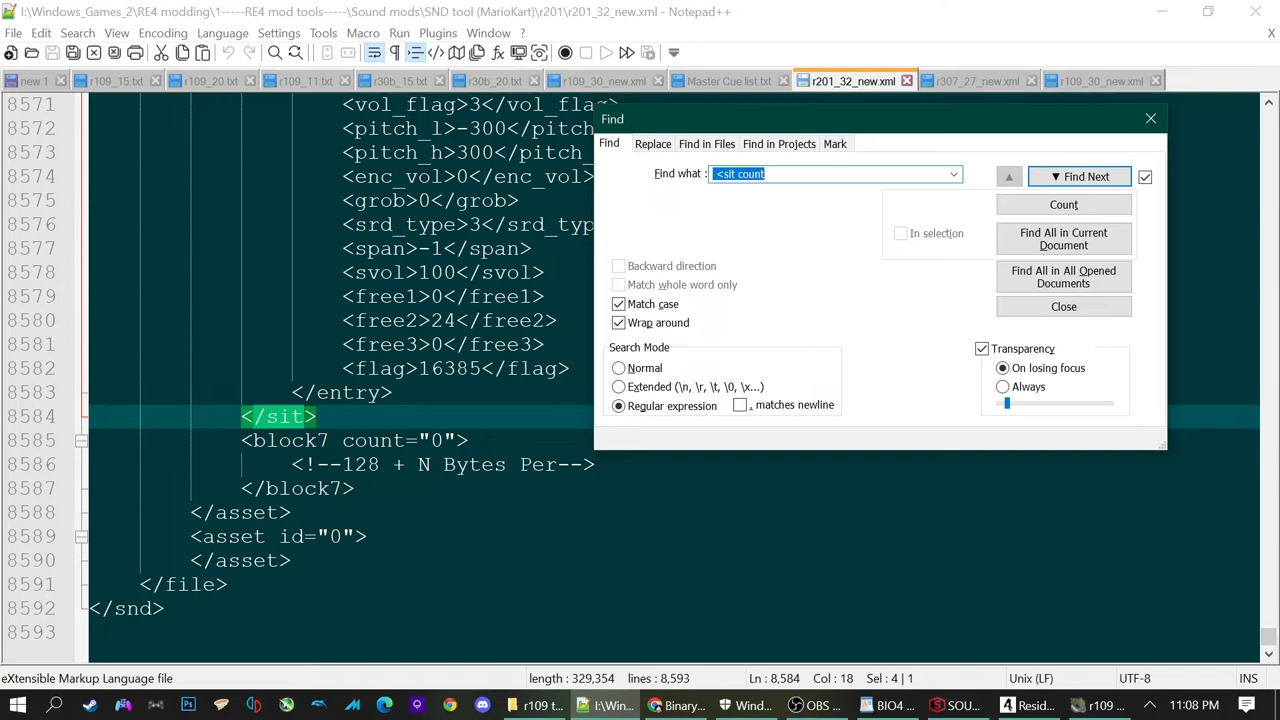 I:\Windows_Games_2\RE4 modding\1-----RE4 mod tools-----\Sound mods\SND tool (MarioKart)\r201\r201_32_new.xml - Notepad++
File Edit Search View Encoding Language Settings Tools Macro Run Plugins Window ?
X
new 1 r109_15.txt r109_20.txt r109_11.txt r30b_15.txt r30b_20.txt r109_30_new.xml Master Cue list.txt r201_32_new.xml r307_27_new.xml r109_30_new.xml
8571 <vol_flag>3</vol_flag>
8572 <pitch_l>-300</pitch_
8573 <pitch_h>300</pitch_
8574 <enc_vol>0</enc_vol>
8575 <grob>0</grob>
8576 <srd_type>3</srd_typ
8577 <span>-1</span>
8578 <svol>100</svol>
8579 <free1>0</free1>
8580 <free2>24</free2>
8581 <free3>0</free3>
8582 <flag>16385</flag>
8583 </entry>
8584 </sit>
8585 <block7 count="0">
8586 <!--128 + N Bytes Per-->
8587 </block7>
8588 </asset>
8589 <asset id="0">
8590 </asset>
8591 </file>
8592 </snd>
8593
Find
Find Replace Find in Files Find in Projects Mark
Find what : <sit count
▲ ▼ Find Next
Count
In selection
Find All in Current
Document
Find All in All Opened
Documents
Close
Backward direction
Match whole word only
Match case
Wrap around
Search Mode
Normal
Extended (\n, \r, \t, \0, \x...)
Regular expression . matches newline
Transparency
On losing focus
Always
eXtensible Markup Language file length : 329,354 lines : 8,593 Ln : 8,584 Col : 18 Sel : 4 | 1 Unix (LF) UTF-8 INS
r109 t... I:\Win... Binary... Wind... OBS ... BIO4 ... SOU... Resid... r109 ... 11:08 PM